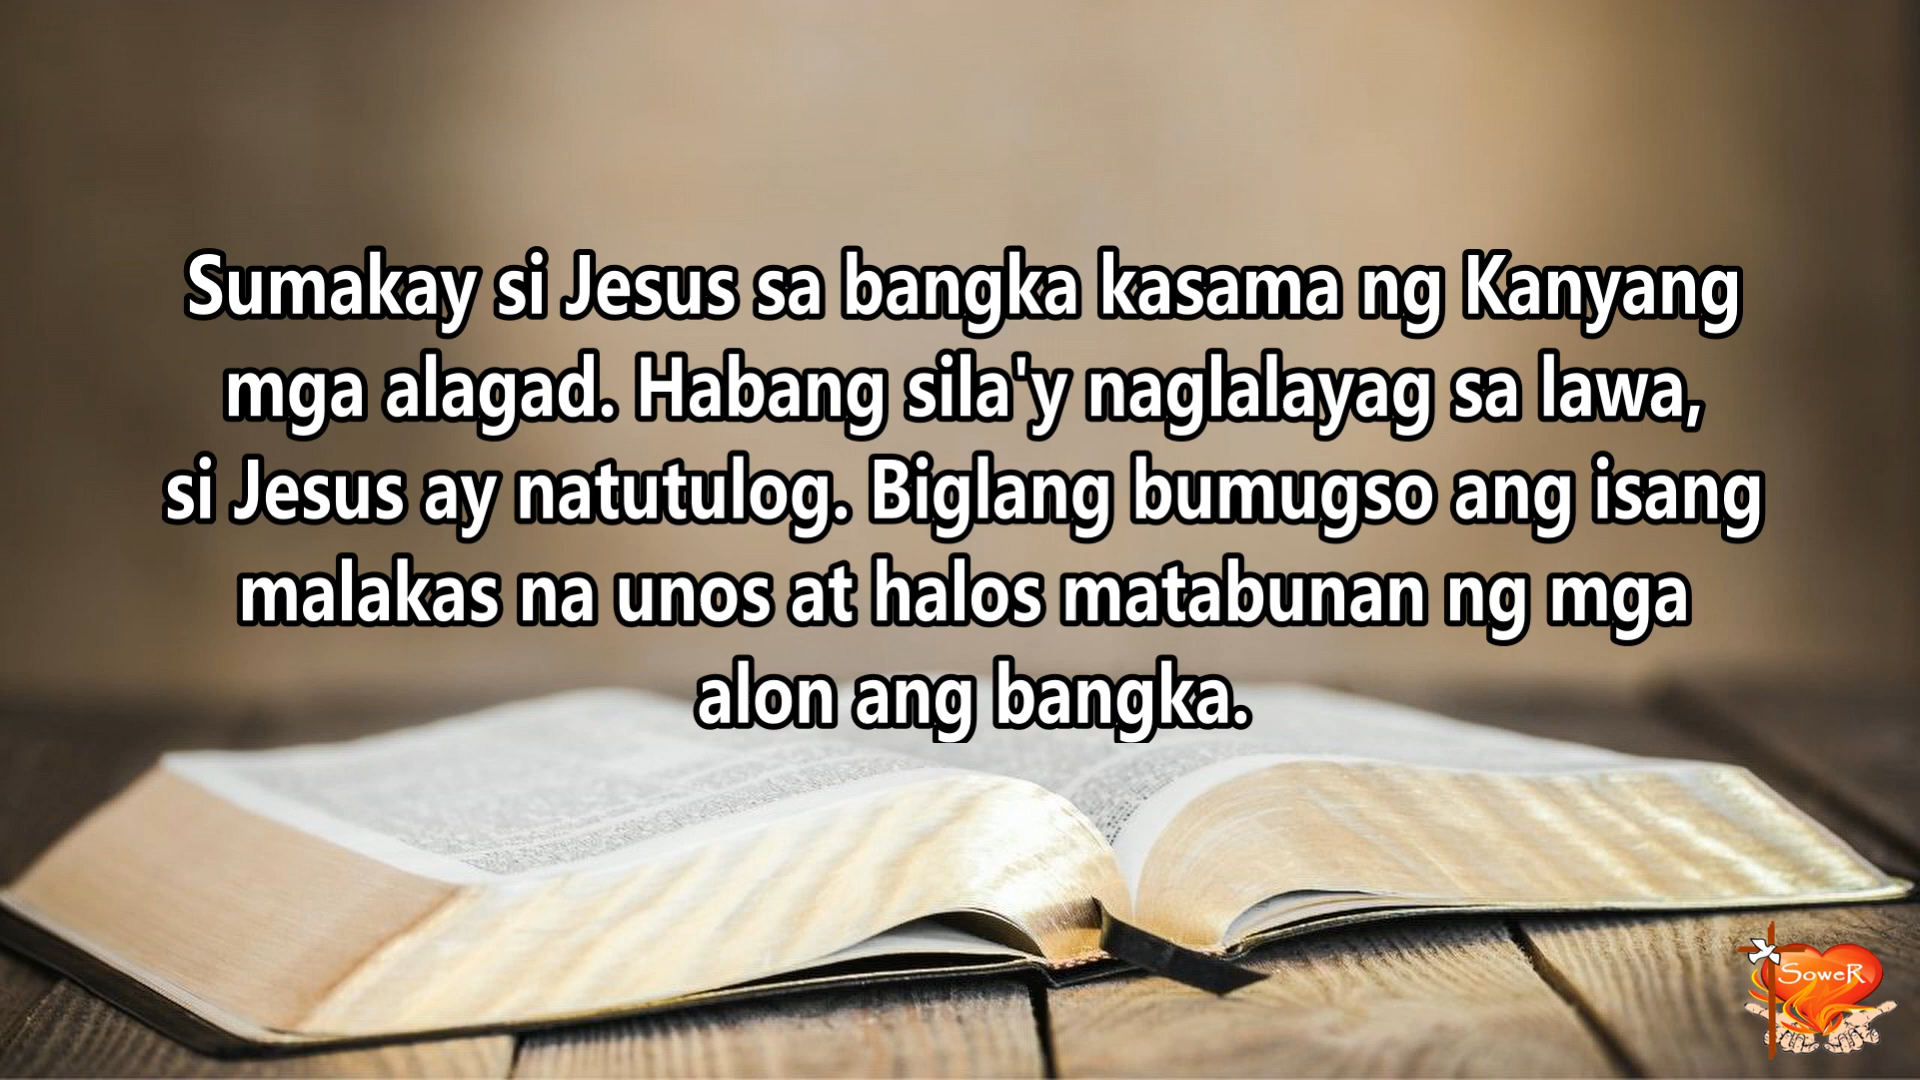 Sumakay si Jesus sa bangka kasama ng Kanyang
mga alagad. Habang sila'y naglalayag sa lawa,
si Jesus ay natutulog. Biglang bumugso ang isang
malakas na unos at halos matabunan ng mga
alon ang bangka.
SoweR